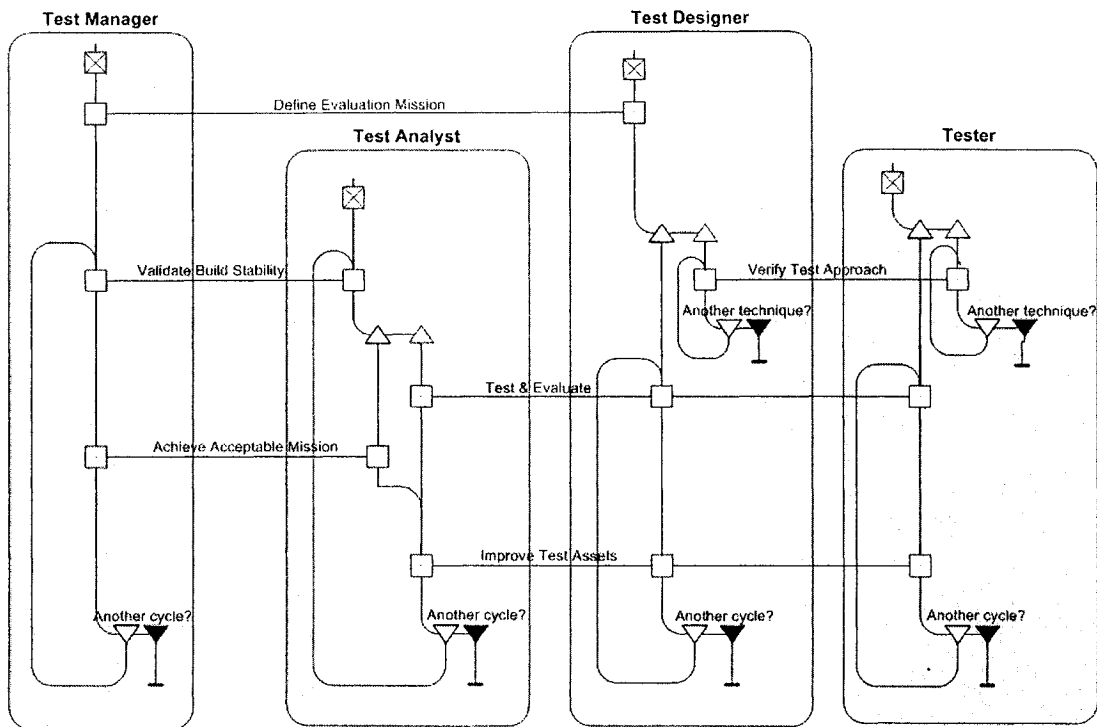 Test Manager
Test Designer
Define Evaluation Mission
Test Analyst
Tester
Validate Build Stability
Verify Test Approach
Another technique?
Another technique?
Test & Evaluate
Achieve Acceptable Mission
Improve Test Assets
Another cycle?
Another cycle?
Another cycle?
Another cycle?